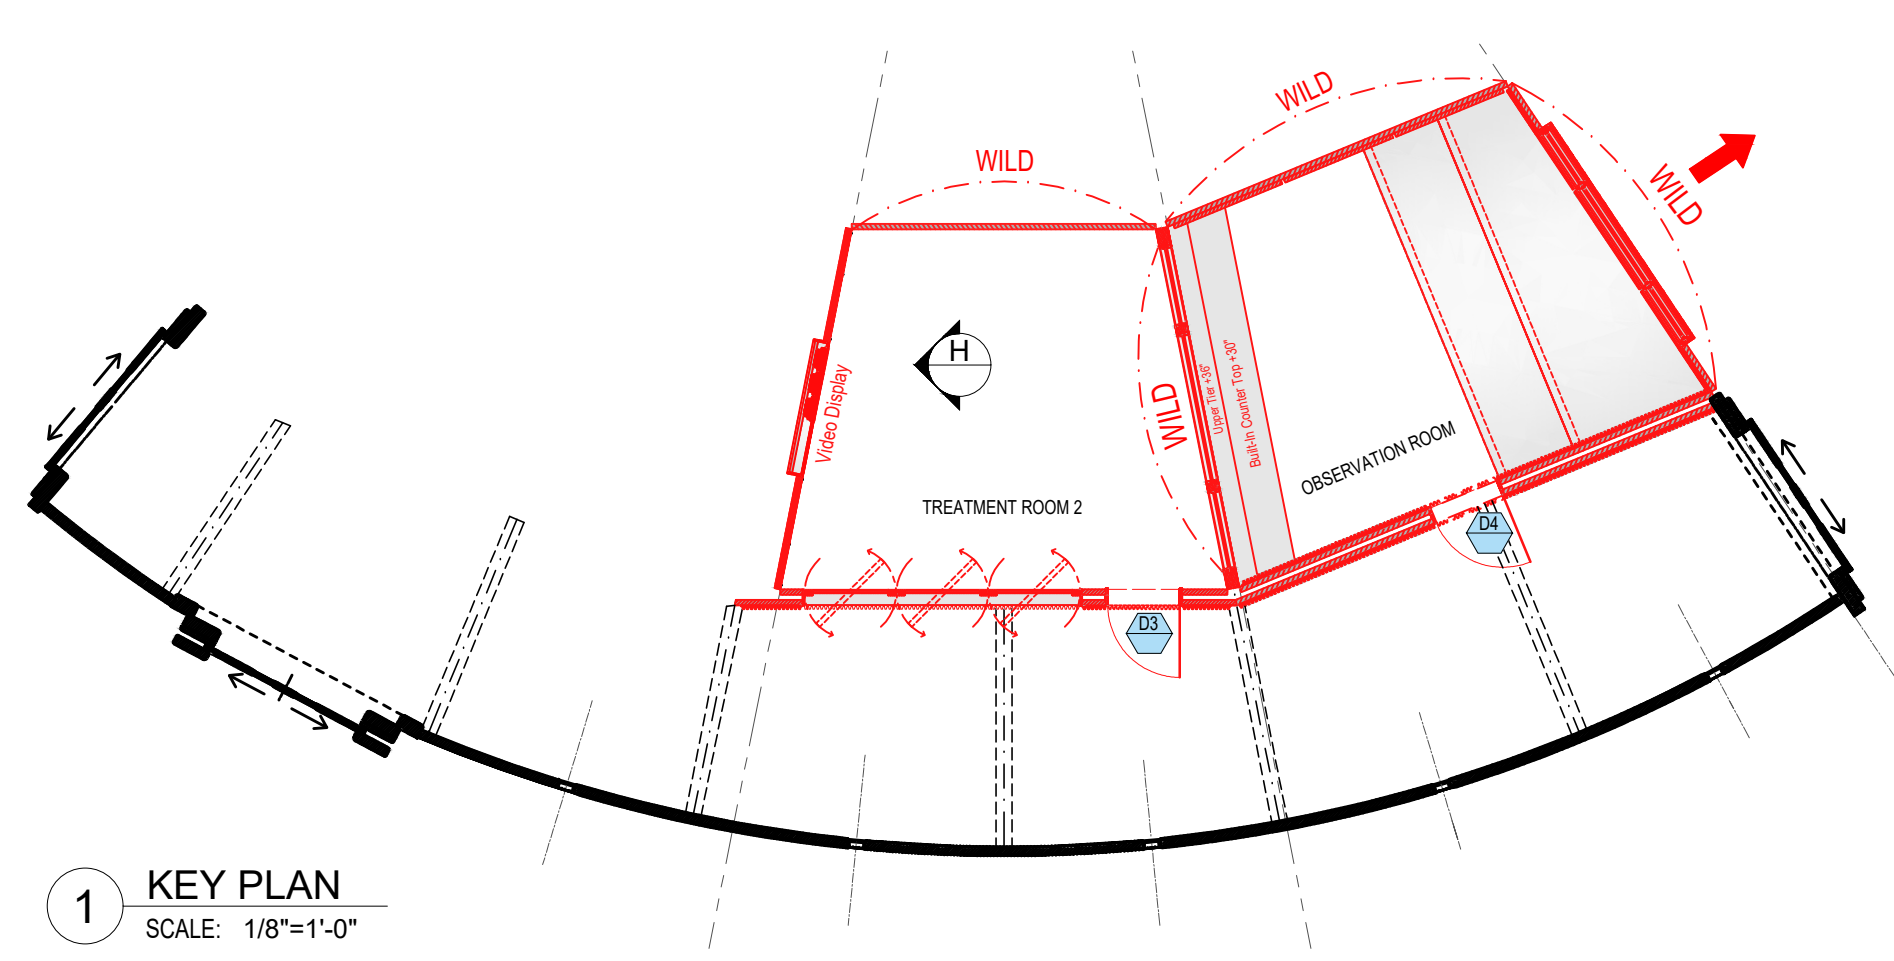 WILD
WILD
WILD
WILD
H
Video Display
Upper Tier +36"
Built-In Counter Top +30"
OBSERVATION ROOM
TREATMENT ROOM 2
D4
D3
1
KEY PLAN
SCALE: 1/8"=1'-0"